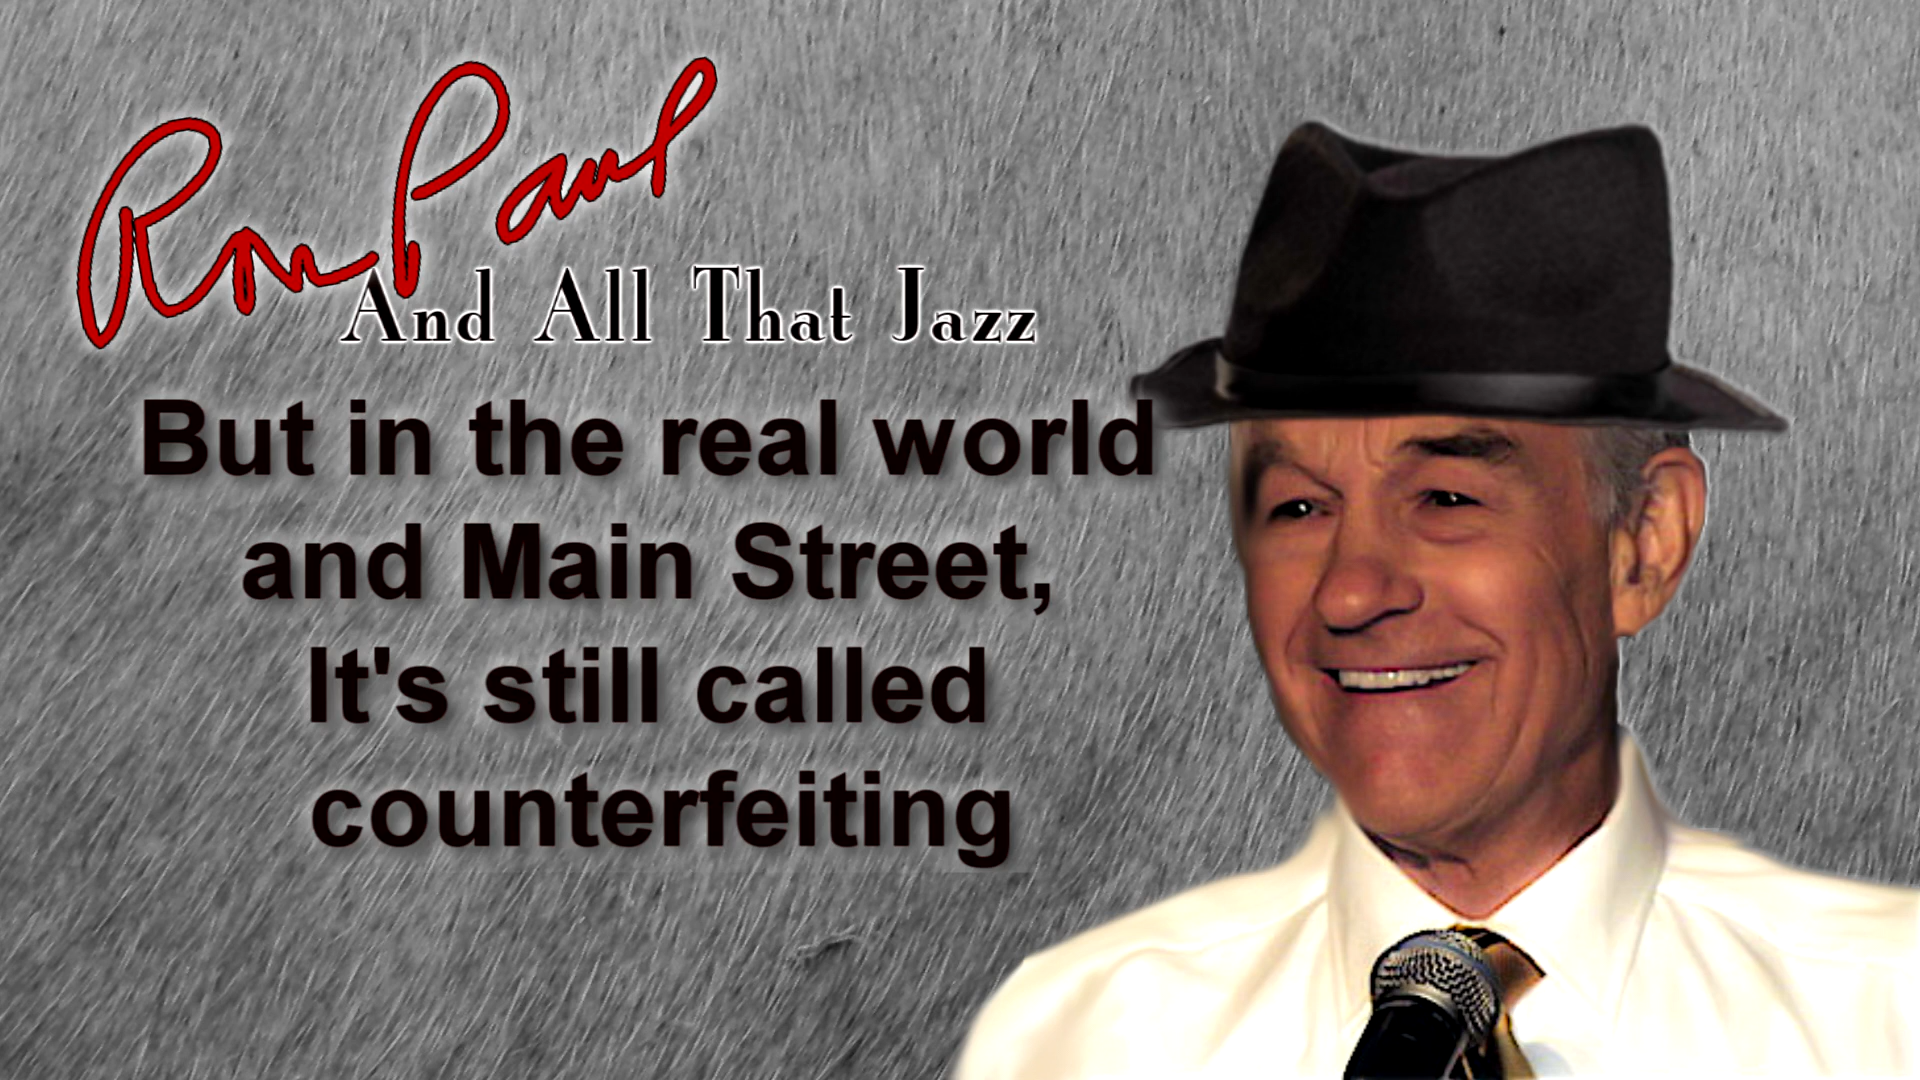 Ron Paul
And All That Jazz
But in the real world
and Main Street,
It's still called
counterfeiting